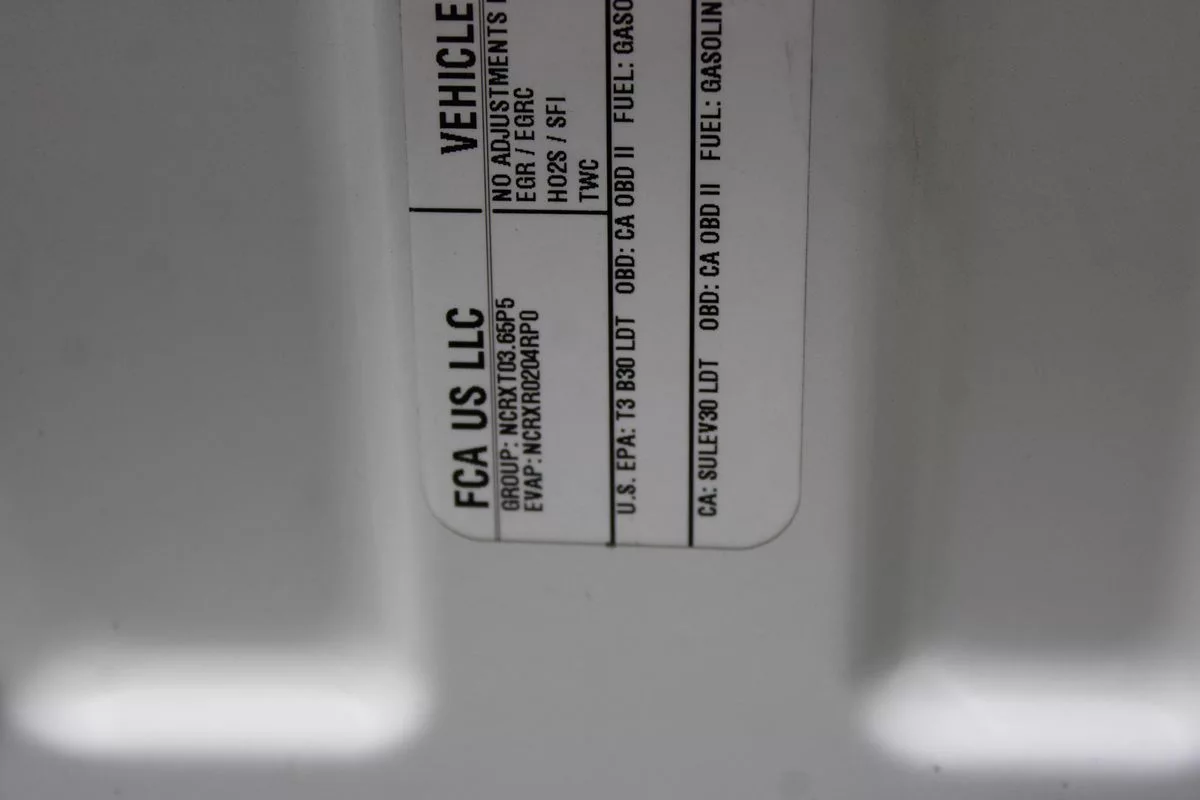 FCA US LLC
VEHICLE
GROUP: NCRXT03.65P5
EVAP: NCRXR0204RP0
NO ADJUSTMENTS
EGR / EGRC
HO2S / SFI
TWC
U.S. EPA: T3 B30 LDT OBD: CA OBD II FUEL: GASO
CA: SULEV30 LDT OBD: CA OBD II FUEL: GASOLIN